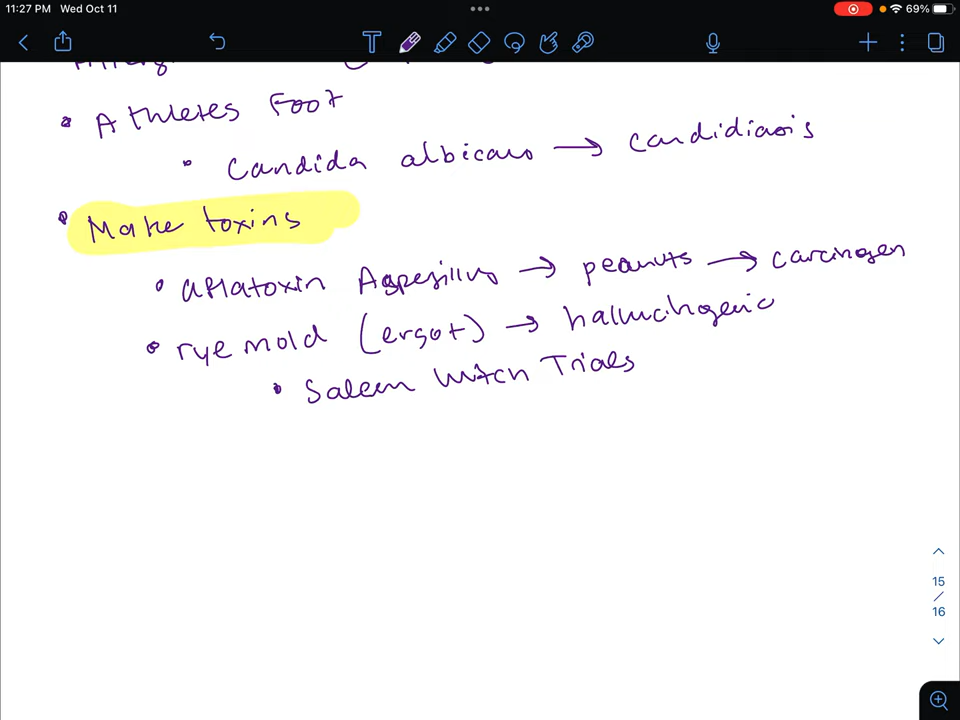 11:27 PM Wed Oct 11
69%
Athletes Foot
Candida albicans → candidiasis
Make toxins
aflatoxin Aspergillus → peanuts → carcinogen
rye mold (ergot) → hallucinogenic
Salem Witch Trials
15
/
16